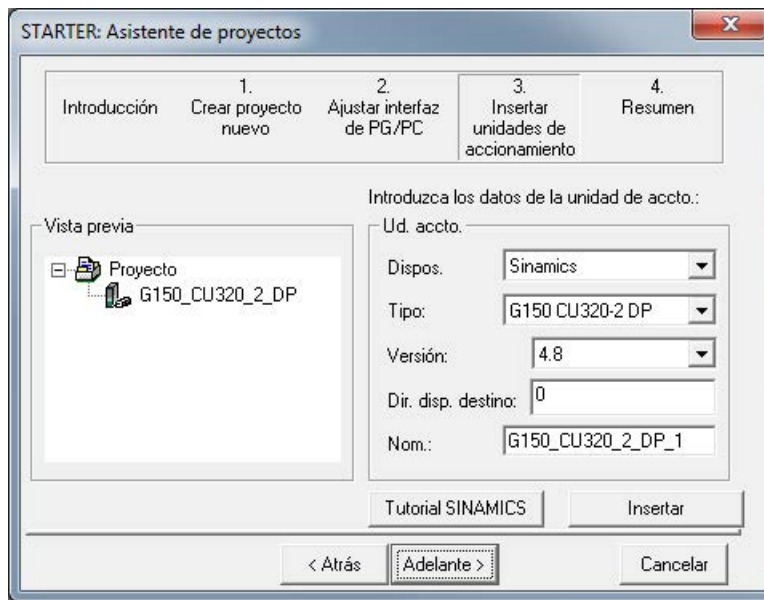 STARTER: Asistente de proyectos
Introducción
1.
Crear proyecto
nuevo
2.
Ajustar interfaz
de PG/PC
3.
Insertar
unidades de
accionamiento
4.
Resumen
Introduzca los datos de la unidad de accto.:
Vista previa
Proyecto
G150_CU320_2_DP
Ud. accto.
Dispos. Sinamics
Tipo: G150 CU320-2 DP
Versión: 4.8
Dir. disp. destino: 0
Nom.: G150_CU320_2_DP_1
Tutorial SINAMICS Insertar
< Atrás Adelante > Cancelar